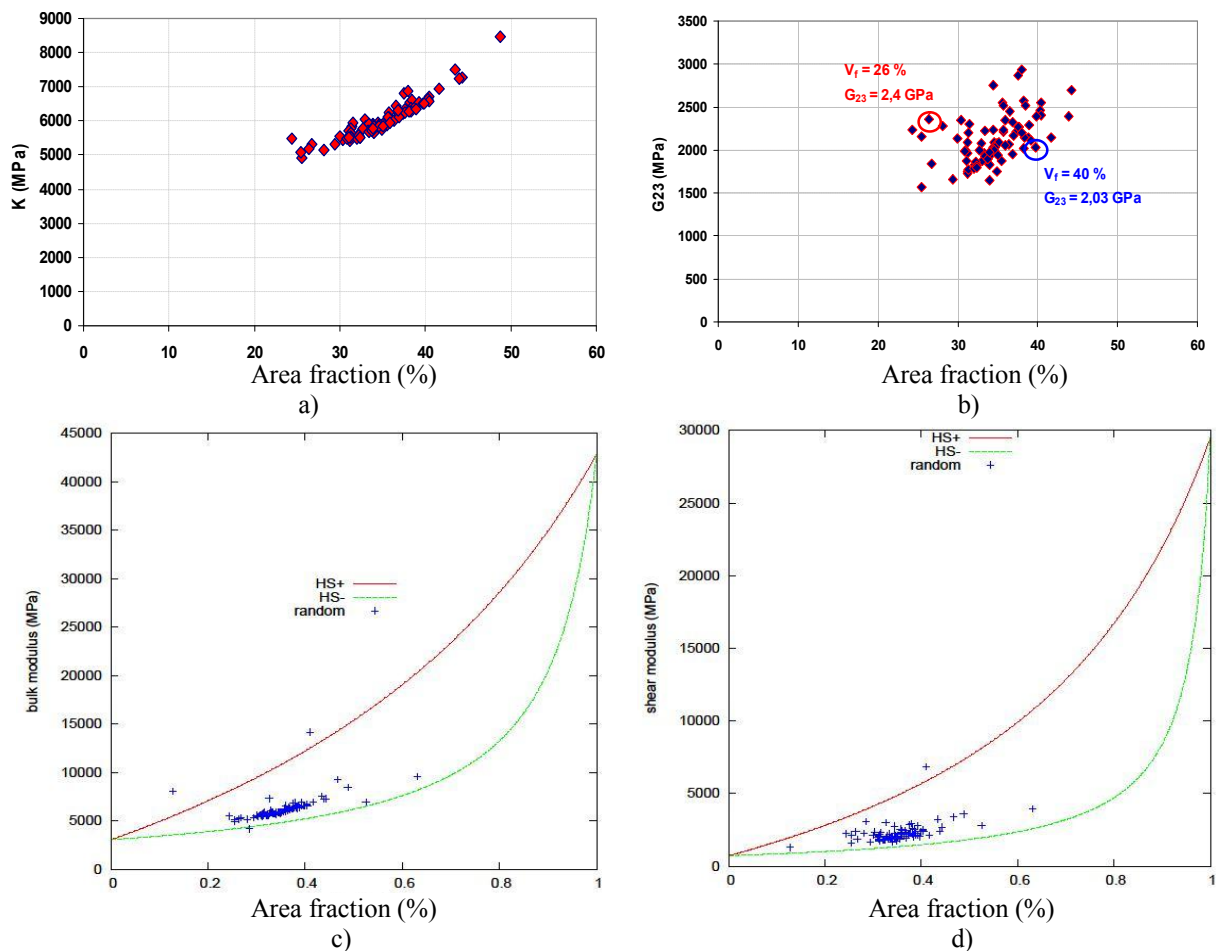 9000
8000
7000
6000
5000
4000
3000
2000
1000
0
K (MPa)
0 10 20 30 40 50 60
Area fraction (%)
a)
3500
3000
2500
2000
1500
1000
500
0
G23 (MPa)
V_f = 26 %
G_23 = 2,4 GPa
V_f = 40 %
G_23 = 2,03 GPa
0 10 20 30 40 50 60
Area fraction (%)
b)
45000
40000
35000
30000
25000
20000
15000
10000
5000
0
bulk modulus (MPa)
HS+
HS-
random
0 0.2 0.4 0.6 0.8 1
Area fraction (%)
c)
30000
25000
20000
15000
10000
5000
0
shear modulus (MPa)
HS+
HS-
random
0 0.2 0.4 0.6 0.8 1
Area fraction (%)
d)